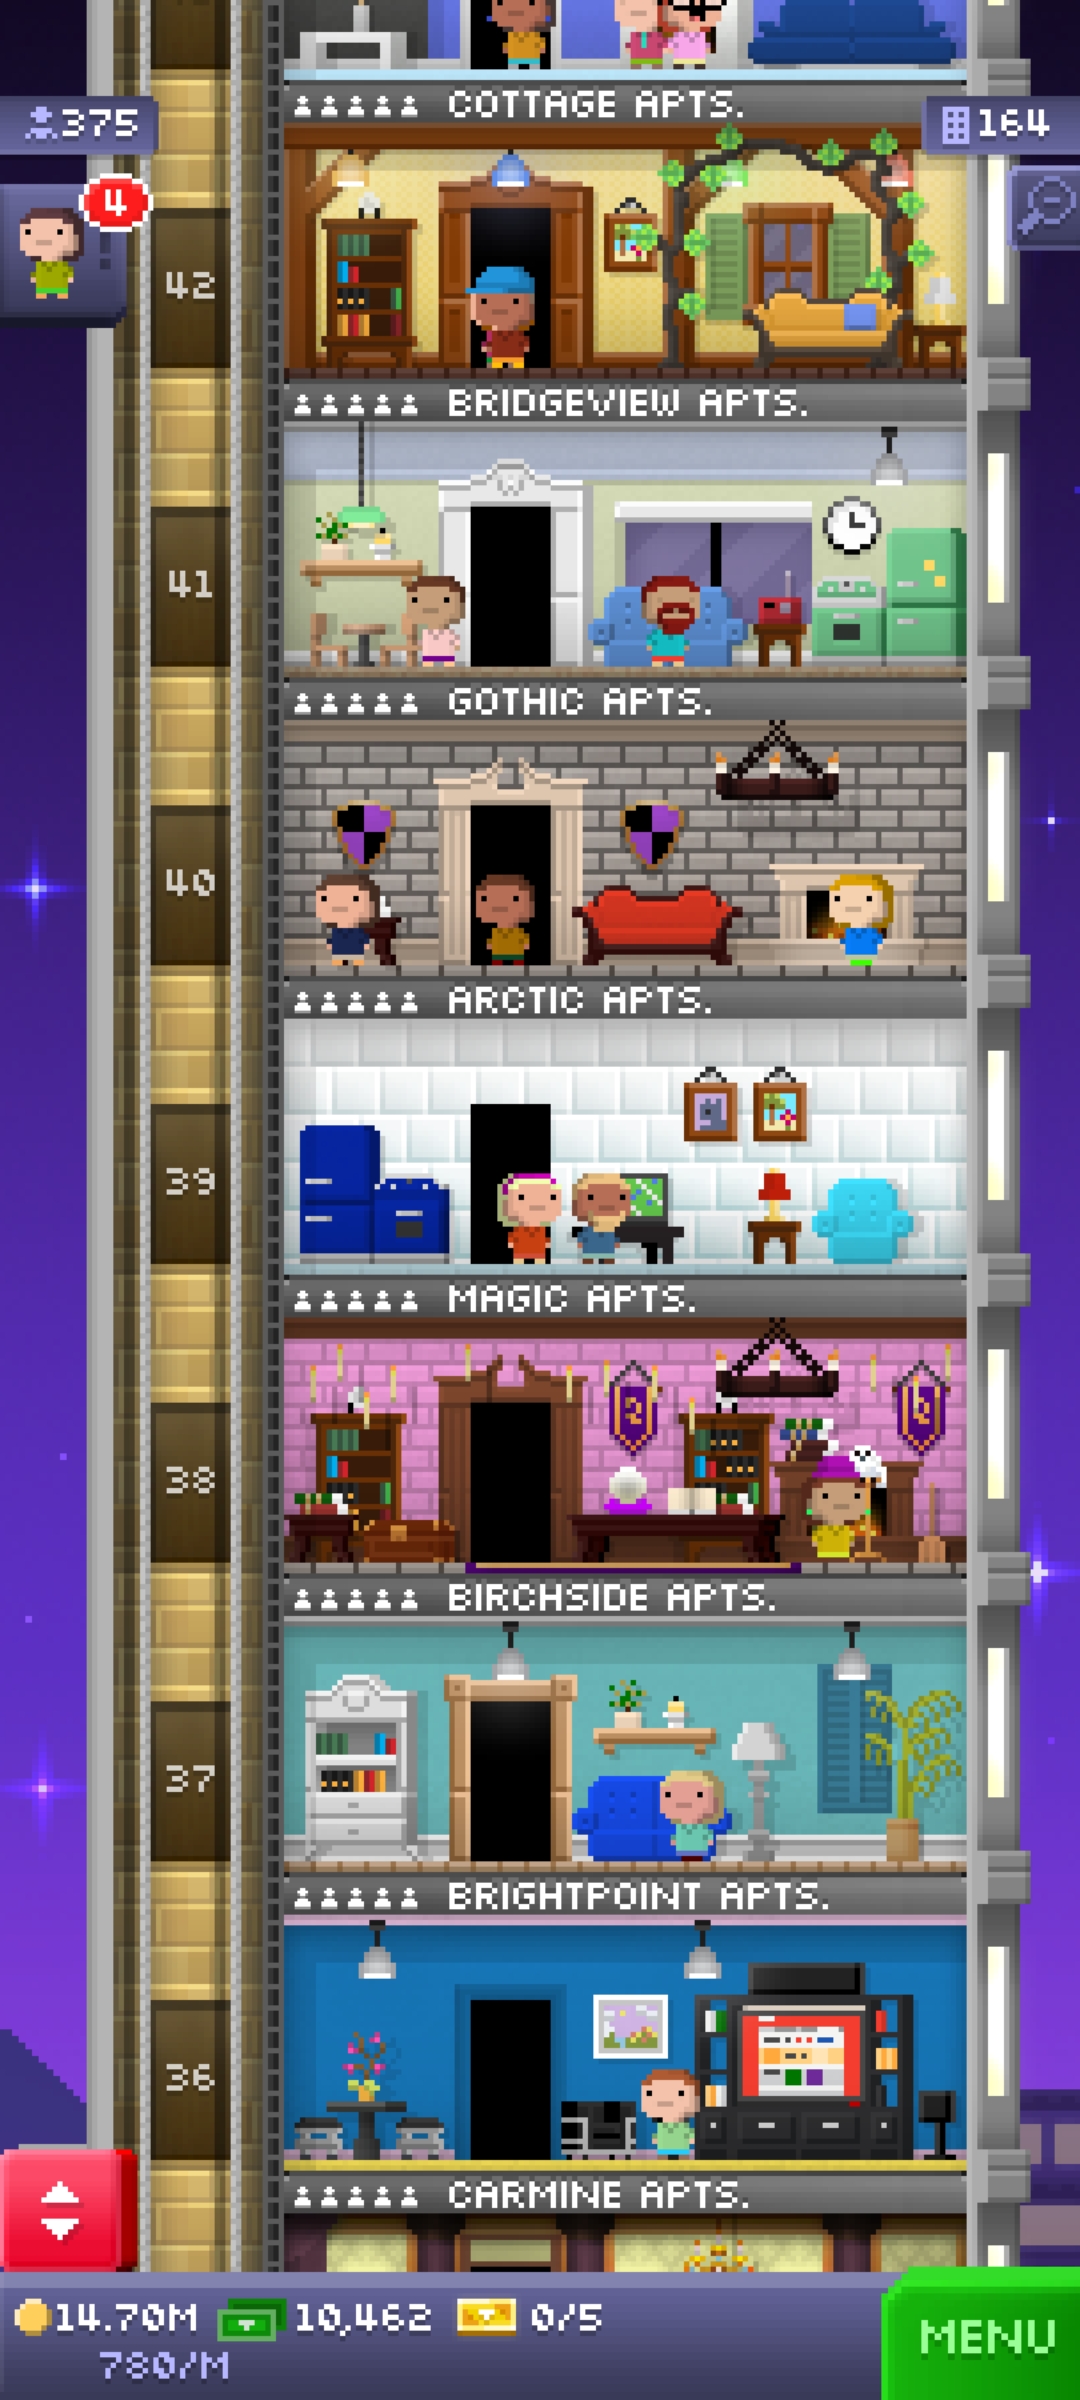 COTTAGE APTS.
375
164
4
42
BRIDGEVIEW APTS.
41
GOTHIC APTS.
40
ARCTIC APTS.
39
MAGIC APTS.
38
BIRCHSIDE APTS.
37
BRIGHTPOINT APTS.
36
CARMINE APTS.
14.70M 10,462 0/5
780/M
MENU